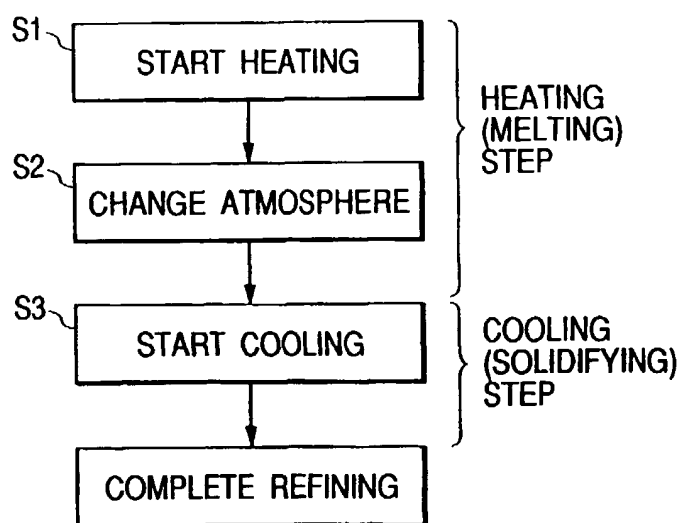 S1
START HEATING
HEATING
(MELTING)
STEP
S2
CHANGE ATMOSPHERE
S3
START COOLING
COOLING
(SOLIDIFYING)
STEP
COMPLETE REFINING